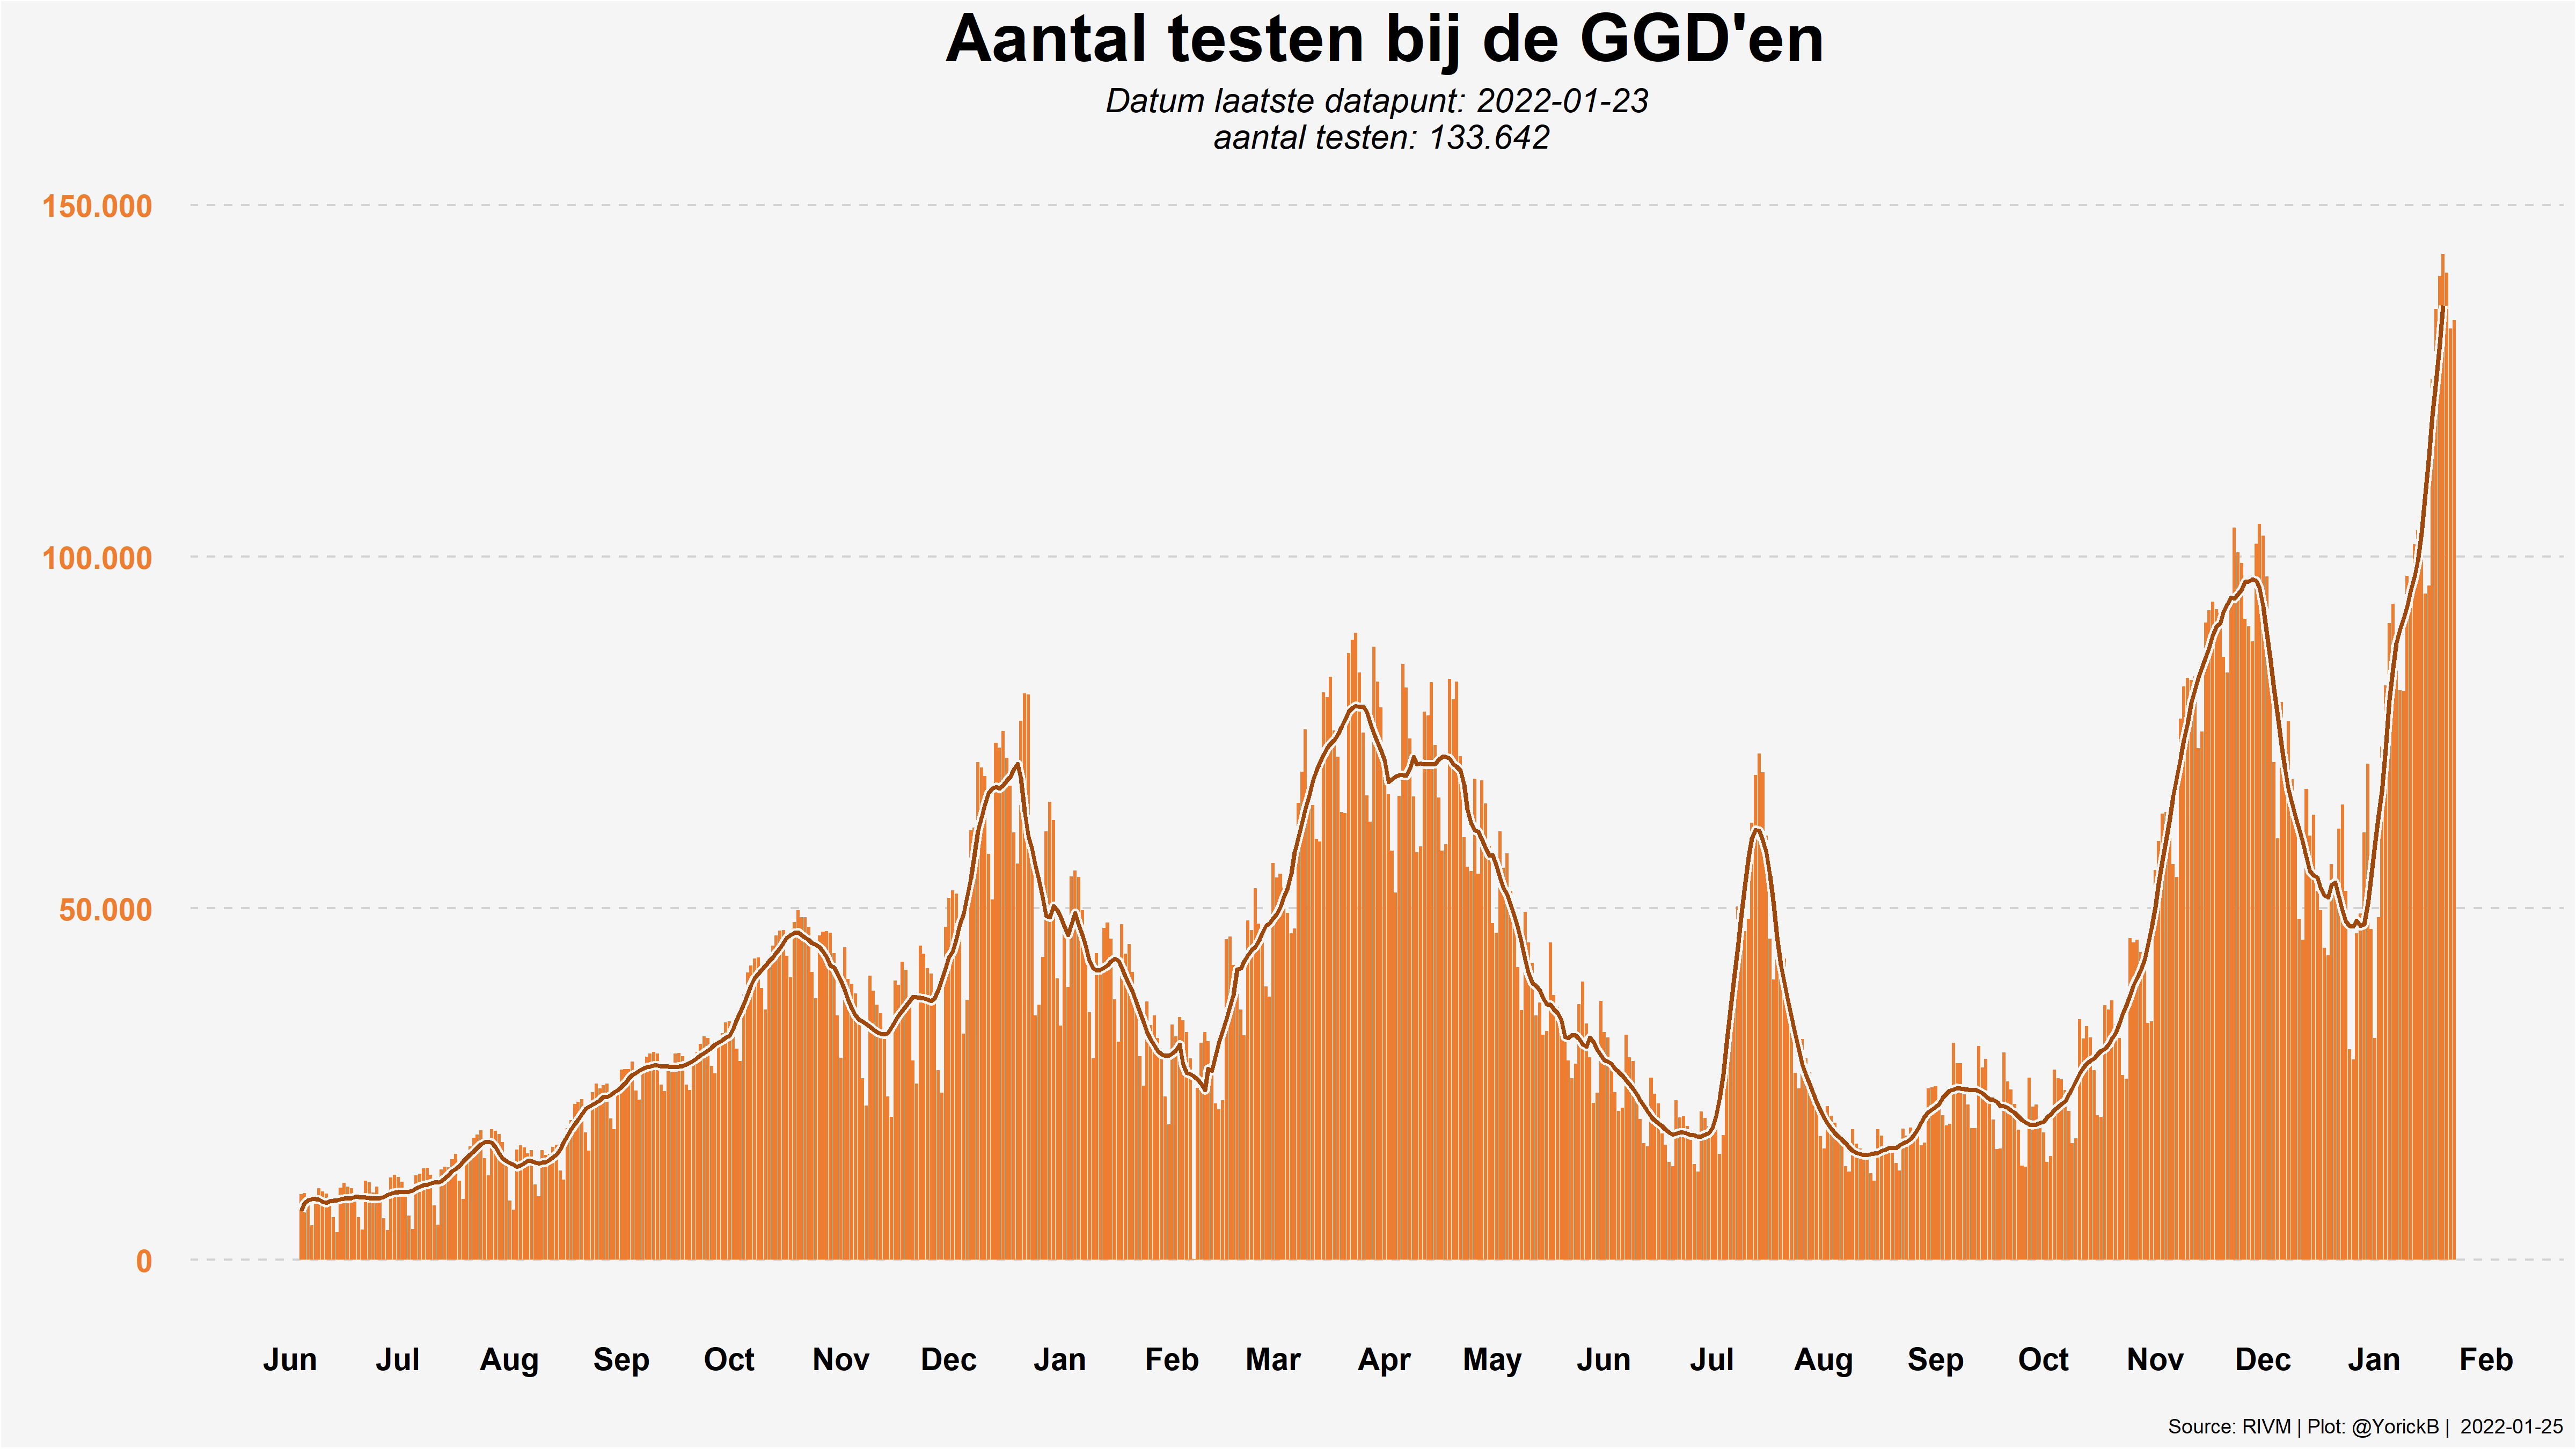 Aantal testen bij de GGD'en
Datum laatste datapunt: 2022-01-23
aantal testen: 133.642
150.000
100.000
50.000
0
Jun Jul Aug Sep Oct Nov Dec Jan Feb Mar Apr May Jun Jul Aug Sep Oct Nov Dec Jan Feb
Source: RIVM | Plot: @YorickB | 2022-01-25